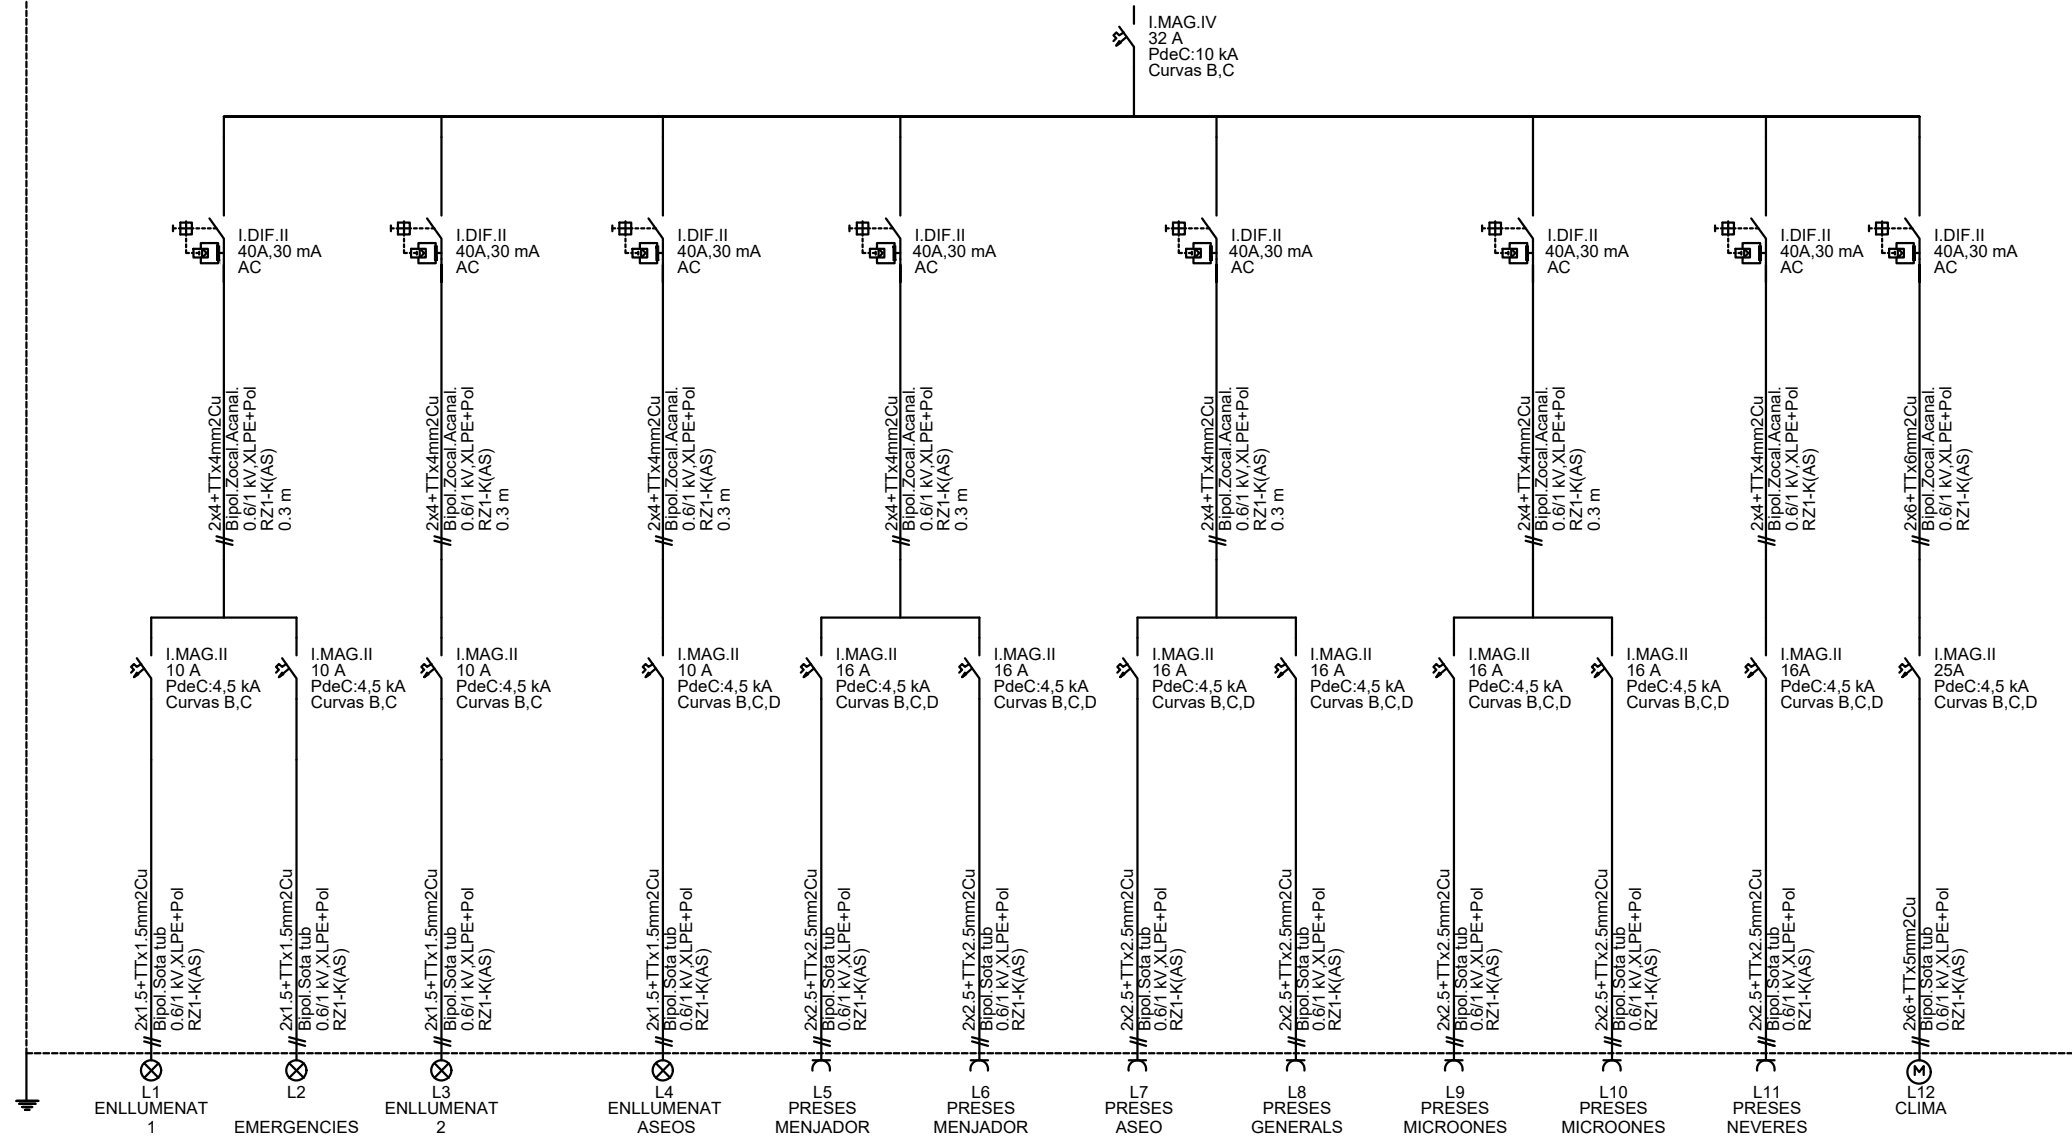 I.MAG.IV
32 A
PdeC:10 kA
Curvas B,C
I.DIF.II
40A,30 mA
AC
I.DIF.II
40A,30 mA
AC
I.DIF.II
40A,30 mA
AC
I.DIF.II
40A,30 mA
AC
I.DIF.II
40A,30 mA
AC
I.DIF.II
40A,30 mA
AC
I.DIF.II
40A,30 mA
AC
I.DIF.II
40A,30 mA
AC
2x4+TTx4mm2Cu
Bipol.Zocal.Acanal.
0.6/1 kV,XLPE+Pol
RZ1-K(AS)
0.3 m
2x4+TTx4mm2Cu
Bipol.Zocal.Acanal.
0.6/1 kV,XLPE+Pol
RZ1-K(AS)
0.3 m
2x4+TTx4mm2Cu
Bipol.Zocal.Acanal.
0.6/1 kV,XLPE+Pol
RZ1-K(AS)
0.3 m
2x4+TTx4mm2Cu
Bipol.Zocal.Acanal.
0.6/1 kV,XLPE+Pol
RZ1-K(AS)
0.3 m
2x4+TTx4mm2Cu
Bipol.Zocal.Acanal.
0.6/1 kV,XLPE+Pol
RZ1-K(AS)
0.3 m
2x4+TTx4mm2Cu
Bipol.Zocal.Acanal.
0.6/1 kV,XLPE+Pol
RZ1-K(AS)
0.3 m
2x4+TTx4mm2Cu
Bipol.Zocal.Acanal.
0.6/1 kV,XLPE+Pol
RZ1-K(AS)
2x6+TTx6mm2Cu
Bipol.Zocal.Acanal.
0.6/1 kV,XLPE+Pol
RZ1-K(AS)
I.MAG.II
10 A
PdeC:4,5 kA
Curvas B,C
I.MAG.II
10 A
PdeC:4,5 kA
Curvas B,C
I.MAG.II
10 A
PdeC:4,5 kA
Curvas B,C
I.MAG.II
10 A
PdeC:4,5 kA
Curvas B,C,D
I.MAG.II
16 A
PdeC:4,5 kA
Curvas B,C,D
I.MAG.II
16 A
PdeC:4,5 kA
Curvas B,C,D
I.MAG.II
16 A
PdeC:4,5 kA
Curvas B,C,D
I.MAG.II
16 A
PdeC:4,5 kA
Curvas B,C,D
I.MAG.II
16 A
PdeC:4,5 kA
Curvas B,C,D
I.MAG.II
16 A
PdeC:4,5 kA
Curvas B,C,D
I.MAG.II
16A
PdeC:4,5 kA
Curvas B,C,D
I.MAG.II
25A
PdeC:4,5 kA
Curvas B,C,D
2x1.5+TTx1.5mm2Cu
Bipol.Sota tub
0.6/1 kV,XLPE+Pol
RZ1-K(AS)
2x1.5+TTx1.5mm2Cu
Bipol.Sota tub
0.6/1 kV,XLPE+Pol
RZ1-K(AS)
2x1.5+TTx1.5mm2Cu
Bipol.Sota tub
0.6/1 kV,XLPE+Pol
RZ1-K(AS)
2x1.5+TTx1.5mm2Cu
Bipol.Sota tub
0.6/1 kV,XLPE+Pol
RZ1-K(AS)
2x2.5+TTx2.5mm2Cu
Bipol.Sota tub
0.6/1 kV,XLPE+Pol
RZ1-K(AS)
2x2.5+TTx2.5mm2Cu
Bipol.Sota tub
0.6/1 kV,XLPE+Pol
RZ1-K(AS)
2x2.5+TTx2.5mm2Cu
Bipol.Sota tub
0.6/1 kV,XLPE+Pol
RZ1-K(AS)
2x2.5+TTx2.5mm2Cu
Bipol.Sota tub
0.6/1 kV,XLPE+Pol
RZ1-K(AS)
2x2.5+TTx2.5mm2Cu
Bipol.Sota tub
0.6/1 kV,XLPE+Pol
RZ1-K(AS)
2x2.5+TTx2.5mm2Cu
Bipol.Sota tub
0.6/1 kV,XLPE+Pol
RZ1-K(AS)
2x2.5+TTx2.5mm2Cu
Bipol.Sota tub
0.6/1 kV,XLPE+Pol
RZ1-K(AS)
2x6+TTx5mm2Cu
Bipol.Sota tub
0.6/1 kV,XLPE+Pol
RZ1-K(AS)
L1
ENLLUMENAT
1
L2
EMERGENCIES
L3
ENLLUMENAT
2
L4
ENLLUMENAT
ASEOS
L5
PRESES
MENJADOR
L6
PRESES
MENJADOR
L7
PRESES
ASEO
L8
PRESES
GENERALS
L9
PRESES
MICROONES
L10
PRESES
MICROONES
L11
PRESES
NEVERES
M
L12
CLIMA